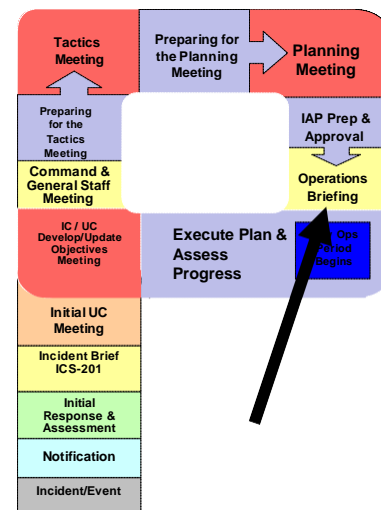 Tactics
Meeting
Preparing for
the Planning
Meeting
Planning
Meeting
Preparing
for the
Tactics
Meeting
IAP Prep &
Approval
Command &
General Staff
Meeting
Operations
Briefing
IC / UC
Develop/Update
Objectives
Meeting
Execute Plan &
Assess
Progress
Ops
Period
Begins
Initial UC
Meeting
Incident Brief
ICS-201
Initial
Response &
Assessment
Notification
Incident/Event